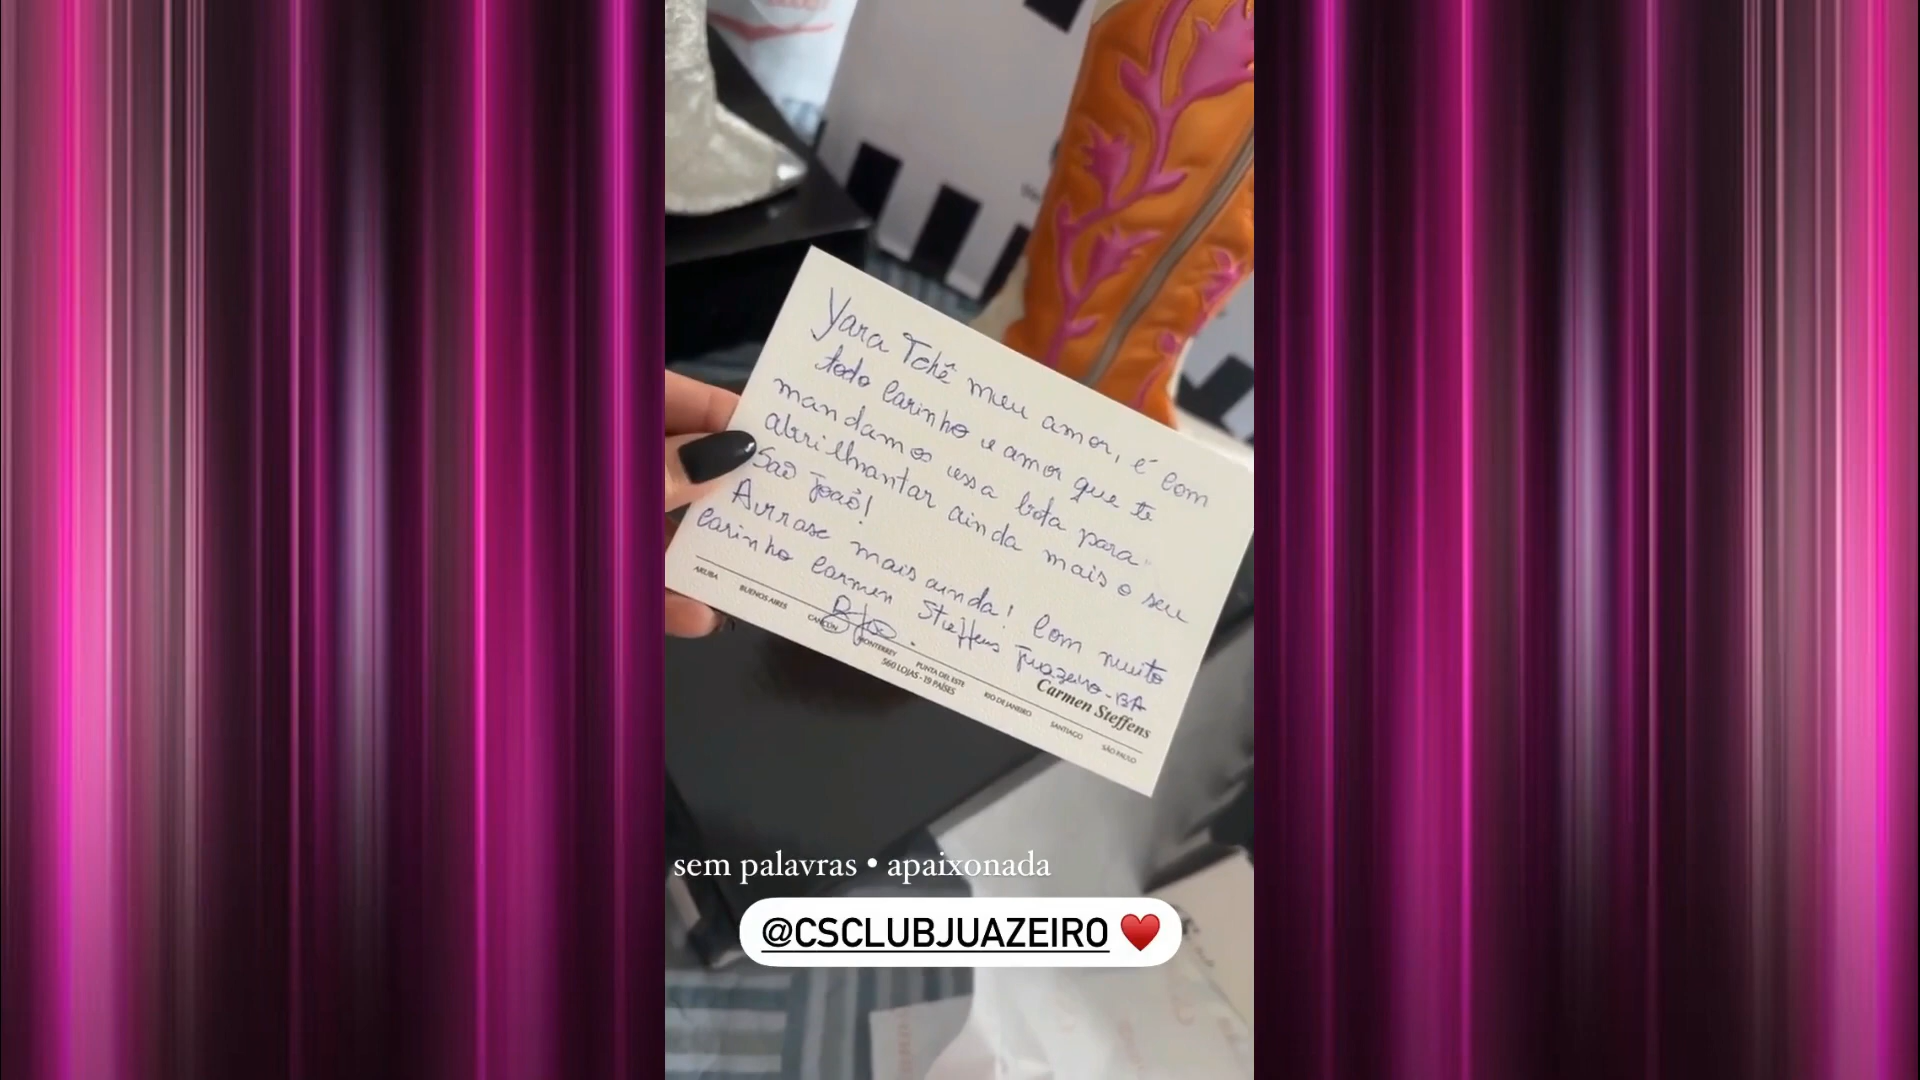 Yara Tchê meu amor, é com
todo carinho e amor que te
mandamos essa bota para
abrilhantar ainda mais o seu
São João!
Arrase mais ainda! Com muito
carinho Carmen Steffens Juazeiro-BA
Carmen Steffens
ARUBA BUENOS AIRES CANCÚN MONTERREY PUNTA DEL ESTE RIO DE JANEIRO SANTIAGO SÃO PAULO
560 LOJAS - 19 PAÍSES
sem palavras • apaixonada
@CSCLUBJUAZEIRO ♥